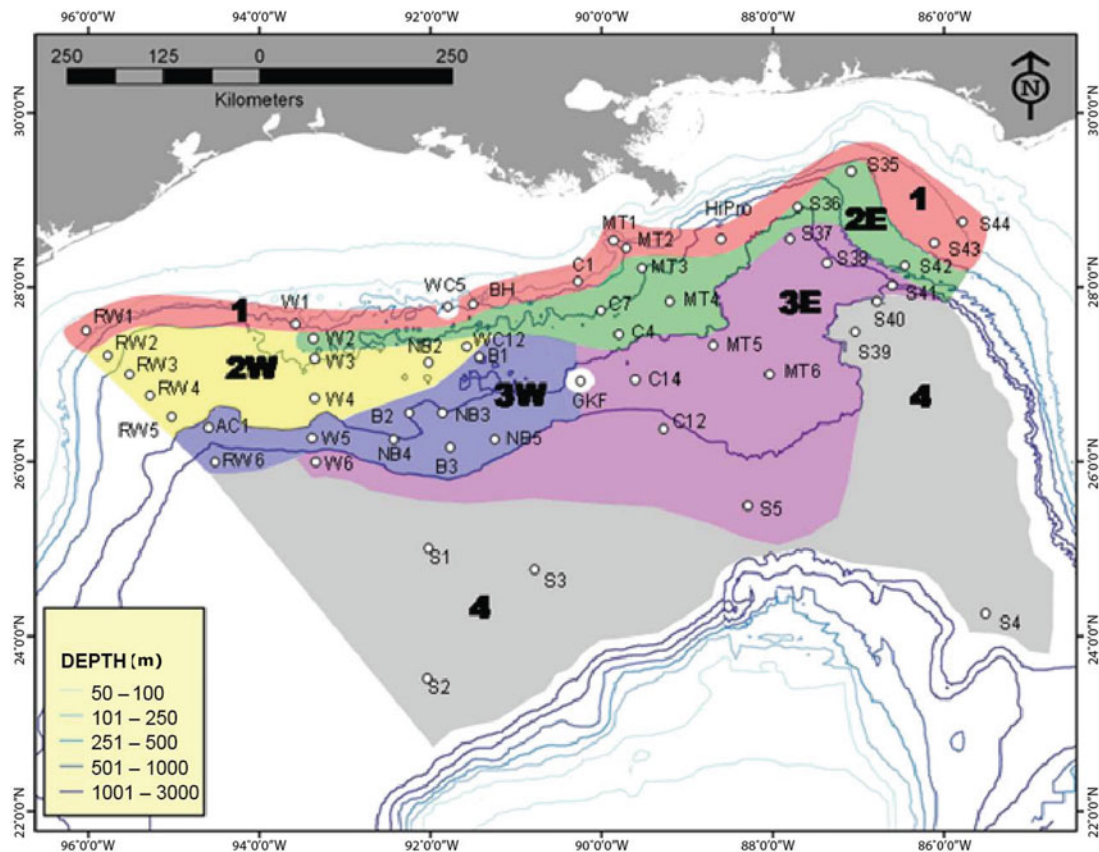 96°0'0"W 94°0'0"W 92°0'0"W 90°0'0"W 88°0'0"W 86°0'0"W
250 125 0 250
Kilometers
N
30°0'0"N 30°0'0"N
28°0'0"N 28°0'0"N
26°0'0"N 26°0'0"N
24°0'0"N 24°0'0"N
22°0'0"N 22°0'0"N
S35
HiPro
S36
1
2E
S44
MT1
MT2
S37
S43
MT3
S38
S42
C1
WC5
BH
S41
3E
MT4
S40
1
W1
C7
RW1
W2
C4
S39
RW2
NB2
WC12
MT5
W3
B1
RW3
2W
3W
C14
MT6
RW4
W4
GKF
4
B2
NB3
RW5
AC1
C12
W5
NB4
NB5
RW6
W6
B3
S5
S1
S3
4
S4
S2
DEPTH (m)
50 – 100
101 – 250
251 – 500
501 – 1000
1001 – 3000
96°0'0"W 94°0'0"W 92°0'0"W 90°0'0"W 88°0'0"W 86°0'0"W